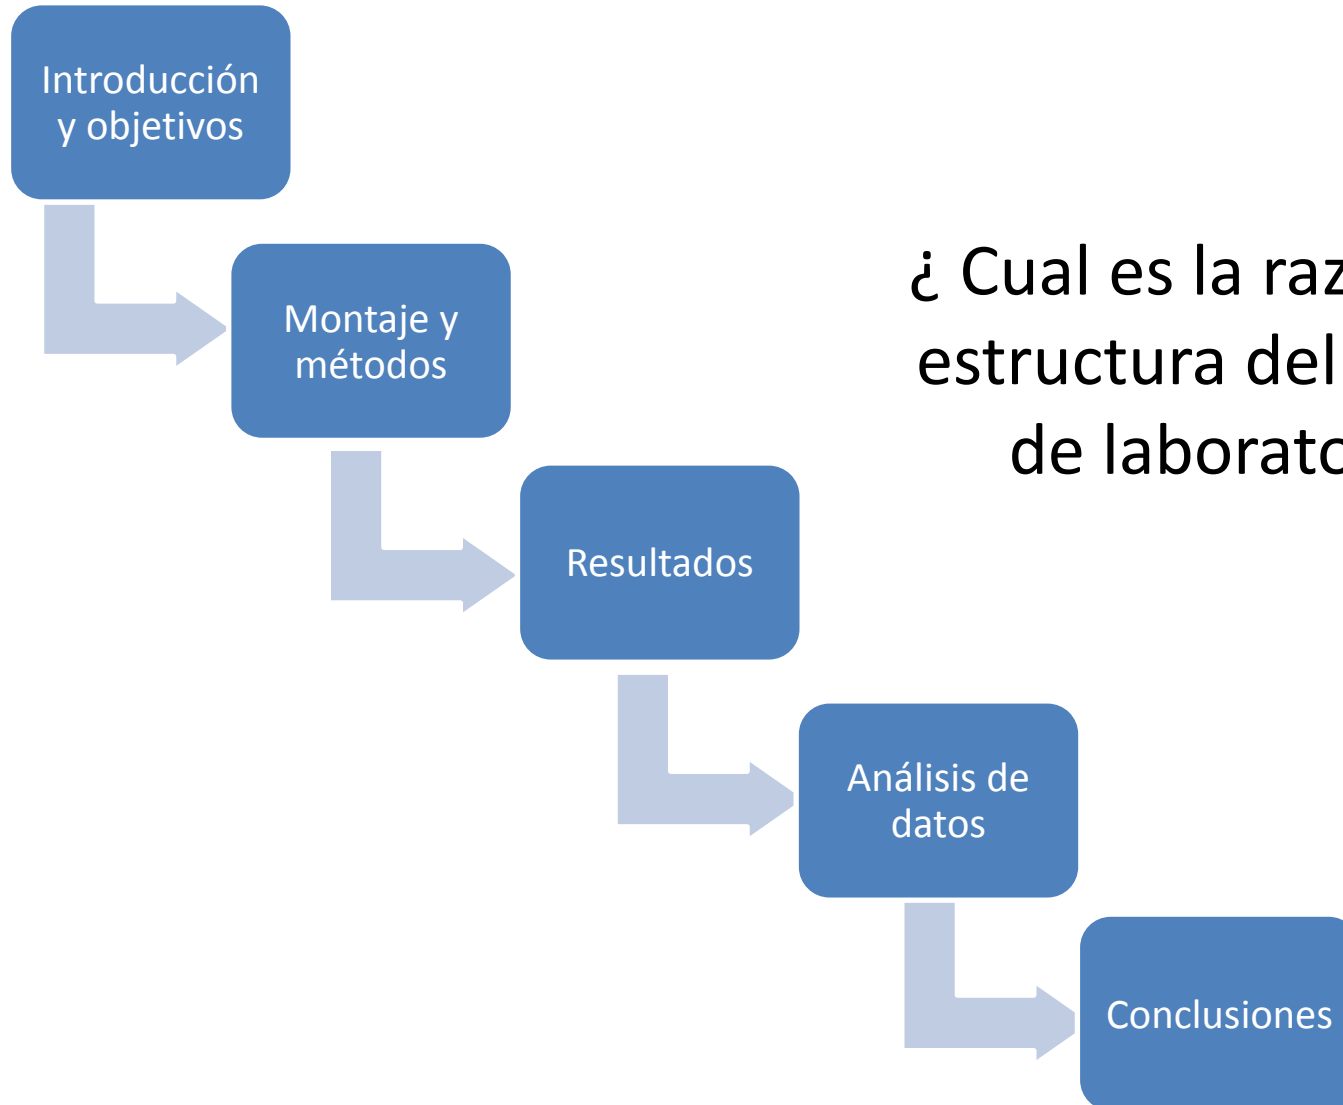 Introducción
y objetivos
Montaje y
métodos
¿ Cual es la
estructura del
de
Resultados
Análisis de
datos
Conclusiones